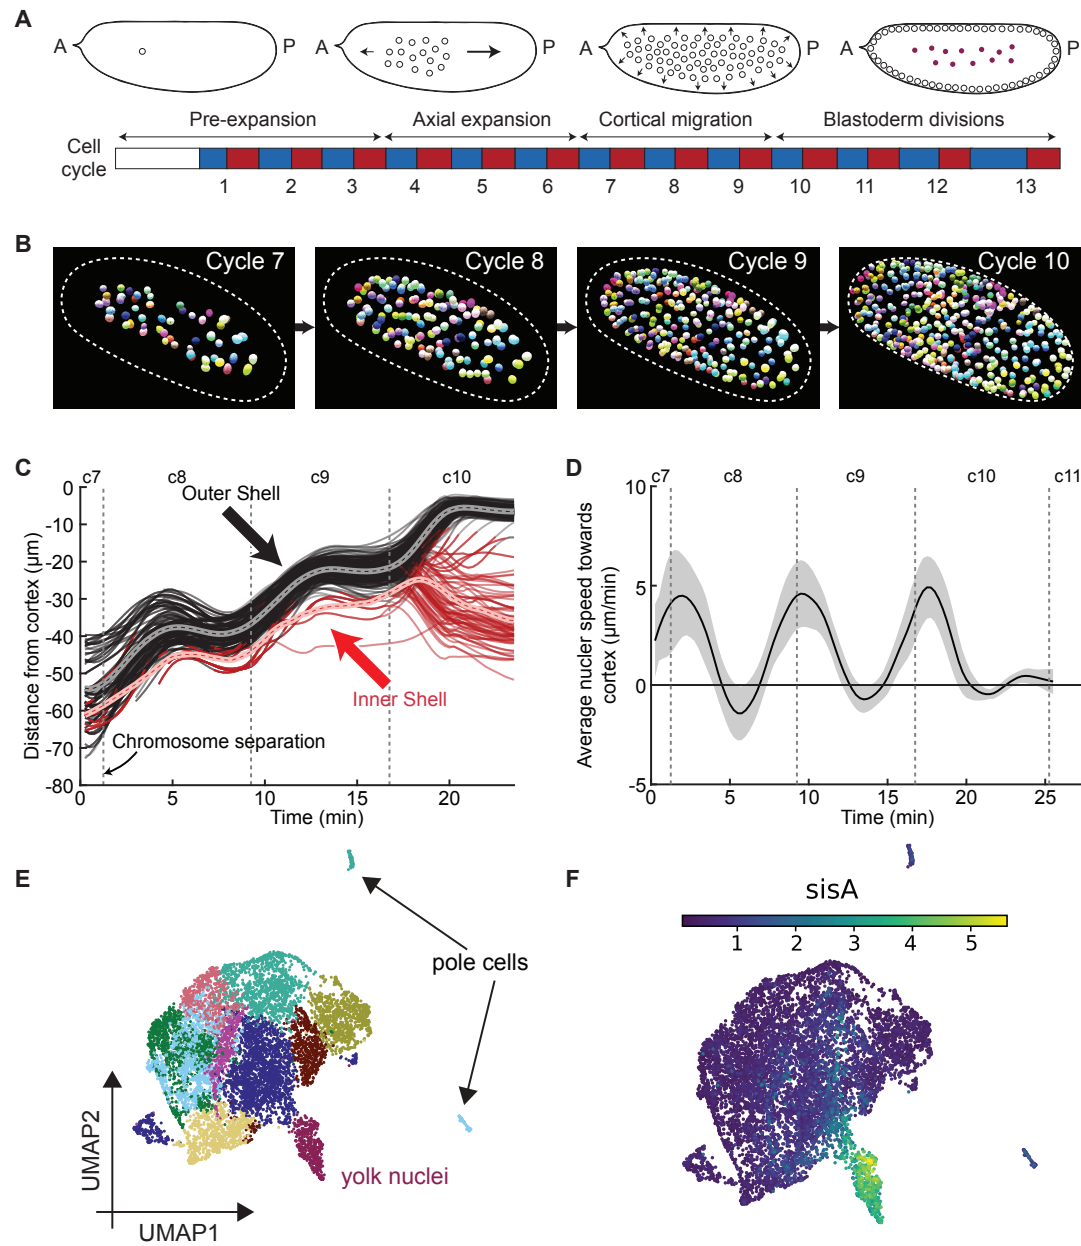 A
A P A P A P A P
Pre-expansion Axial expansion Cortical migration Blastoderm divisions
Cell
cycle
1 2 3 4 5 6 7 8 9 10 11 12 13
B
Cycle 7 Cycle 8 Cycle 9 Cycle 10
C
c7 c8 c9 c10
Outer Shell
Inner Shell
Chromosome separation
Distance from cortex (μm)
0
-10
-20
-30
-40
-50
-60
-70
-80
0 5 10 15 20
Time (min)
D
c7 c8 c9 c10 c11
Average nucler speed towards
cortex (μm/min)
10
5
0
-5
0 5 10 15 20 25
Time (min)
E
pole cells
yolk nuclei
UMAP2
UMAP1
F
sisA
1 2 3 4 5